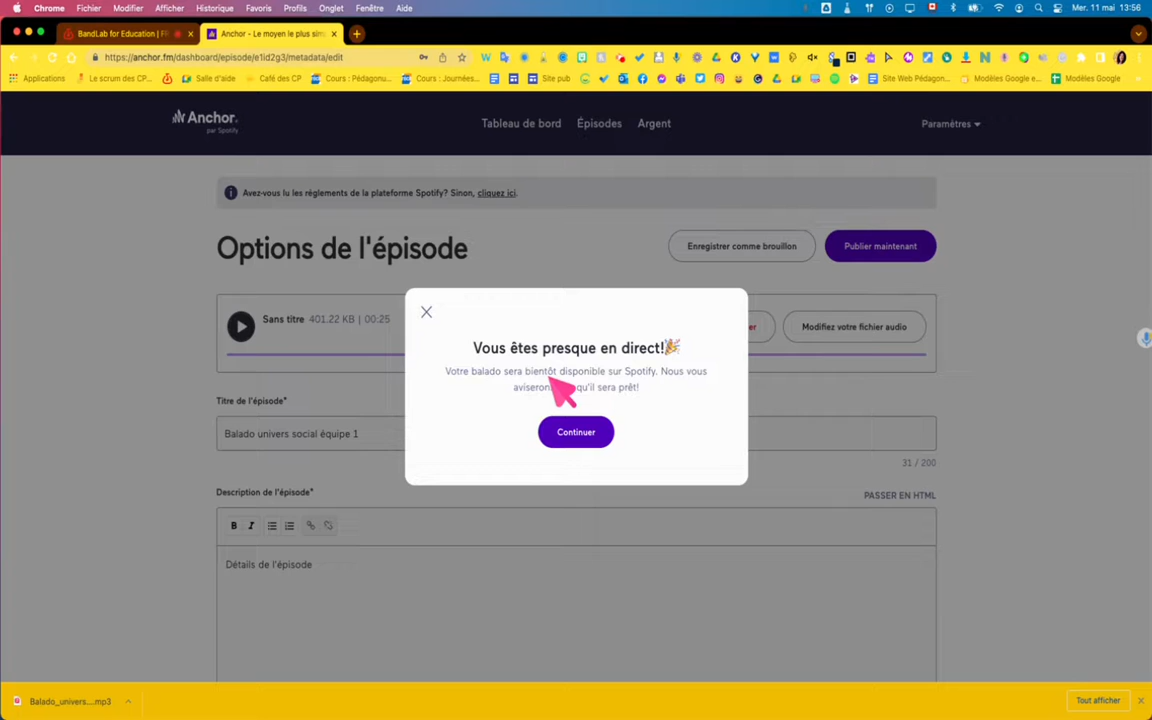 Chrome Fichier Modifier Afficher Historique Favoris Profils Onglet Fenêtre Aide Mer. 11 mai 13:56
BandLab for Education | FR Anchor - Le moyen le plus sim
https://anchor.fm/dashboard/episode/e1id2g3/metadata/edit
Applications Le scrum des CP... Salle d'aide Café des CP Cours : Pédagonu... Cours : Journées... Site pub Site Web Pédagon... Modèles Google e... Modèles Google
Anchor
par Spotify
Tableau de bord Épisodes Argent Paramètres
Avez-vous lu les règlements de la plateforme Spotify? Sinon, cliquez ici.
Options de l'épisode Enregistrer comme brouillon Publier maintenant
Sans titre 401.22 KB | 00:25 er Modifiez votre fichier audio
Vous êtes presque en direct!🎉
Votre balado sera bientôt disponible sur Spotify. Nous vous
aviseron qu'il sera prêt!
Continuer
Titre de l'épisode*
Balado univers social équipe 1
31 / 200
Description de l'épisode* PASSER EN HTML
B I
Détails de l'épisode
Balado_univers....mp3 Tout afficher